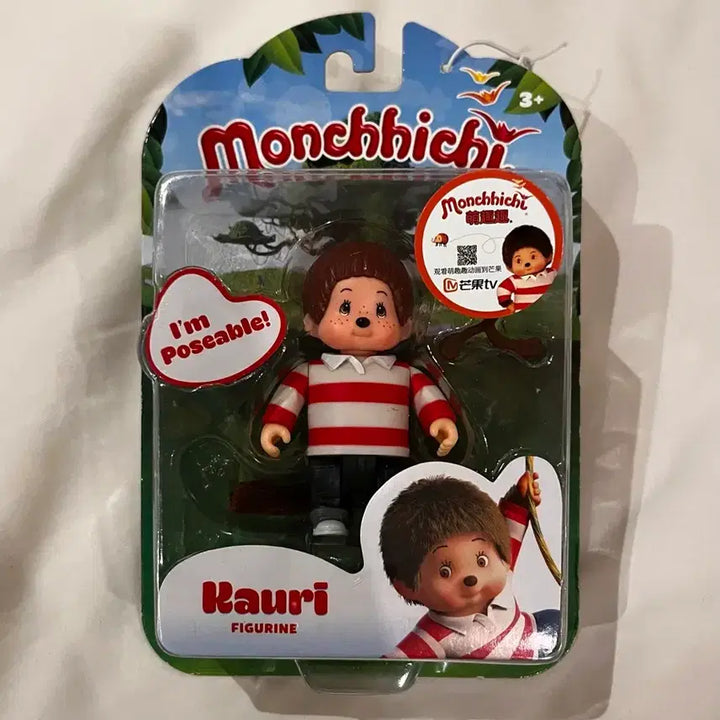 3+
Monchhichi
Monchhichi
萌趣趣
观看萌趣趣动画到芒果
芒果tv
I'm
Poseable!
Kauri
FIGURINE